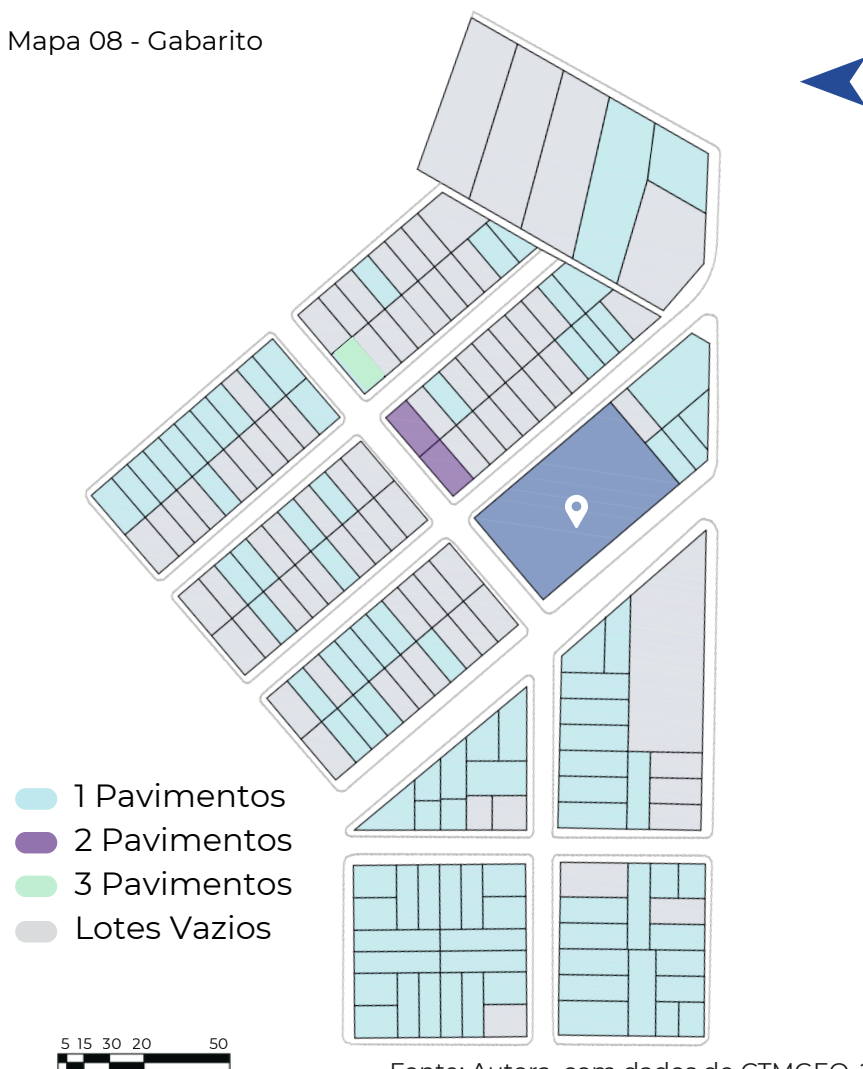 Mapa 08 - Gabarito
1 Pavimentos
2 Pavimentos
3 Pavimentos
Lotes Vazios
5 15 30 20 50
Fonte: Autora, com dados do CTMGEO